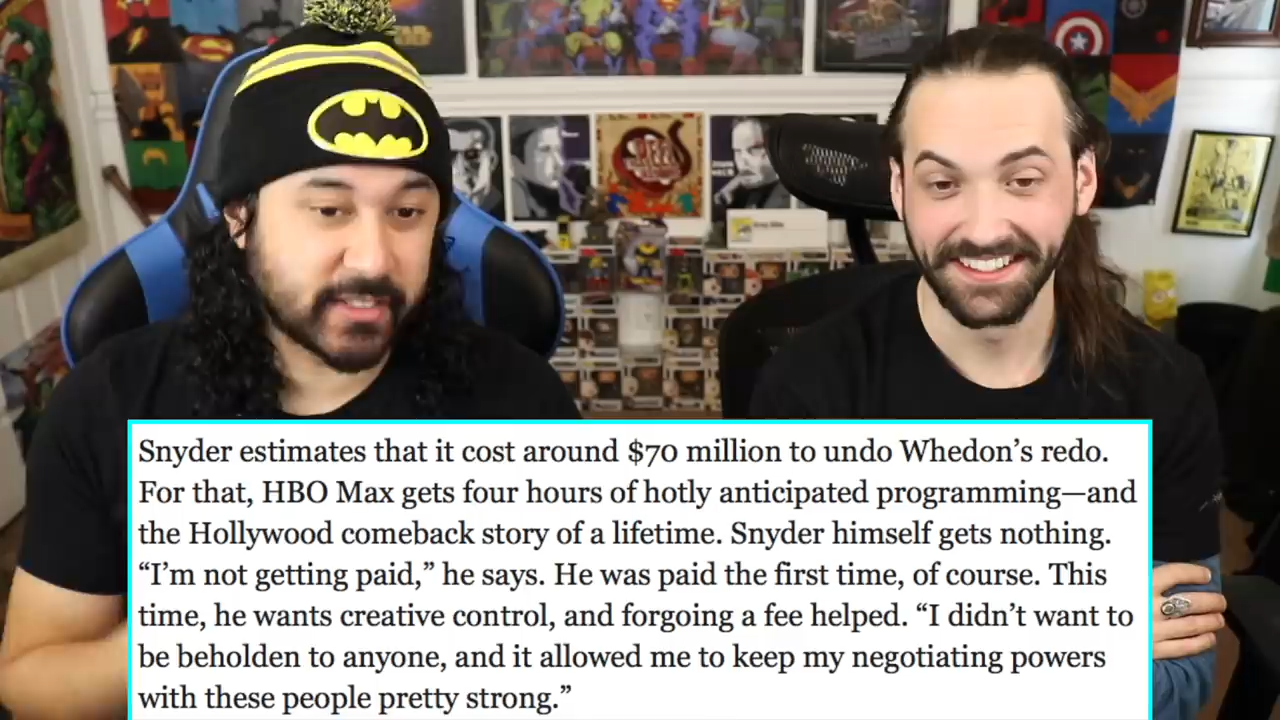 Snyder estimates that it cost around $70 million to undo Whedon’s redo.
For that, HBO Max gets four hours of hotly anticipated programming—and
the Hollywood comeback story of a lifetime. Snyder himself gets nothing.
“I’m not getting paid,” he says. He was paid the first time, of course. This
time, he wants creative control, and forgoing a fee helped. “I didn’t want to
be beholden to anyone, and it allowed me to keep my negotiating powers
with these people pretty strong.”